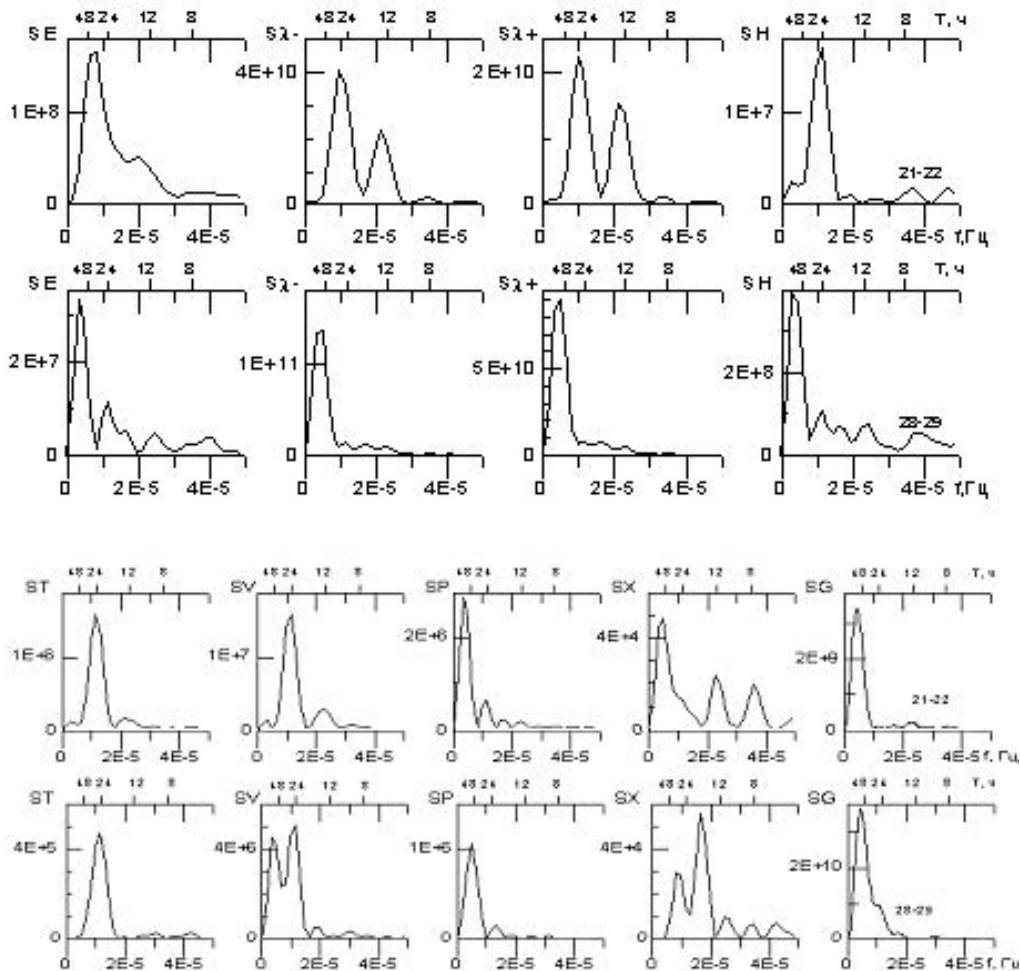 48 24 12 8 48 24 12 8 48 24 12 8 48 24 12 8 T, ч
SE Sλ- Sλ+ SH
4E+10 2E+10
1E+8 1E+7
21-22
0 0 0 0
0 2E-5 4E-5 0 2E-5 4E-5 0 2E-5 4E-5 0 2E-5 4E-5 f,Гц
48 24 12 8 48 24 12 8 48 24 12 8 48 24 12 8 T, ч
SE Sλ- Sλ+ SH
2E+7 1E+11 5E+10 2E+8
28-29
0 0 0 0
0 2E-5 4E-5 0 2E-5 4E-5 0 2E-5 4E-5 0 2E-5 4E-5 f,Гц
48 24 12 8 48 24 12 8 48 24 12 8 48 24 12 8 48 24 12 8 T, ч
ST SV SP SX SG
2E+6 4E+4
1E+6 1E+7 2E+9
21-22
0 0 0 0 0
0 2E-5 4E-5 0 2E-5 4E-5 0 2E-5 4E-5 0 2E-5 4E-5 0 2E-5 4E-5 f, Гц,
48 24 12 8 48 24 12 8 48 24 12 8 48 24 12 8 48 24 12 8 T, ч
ST SV SP SX SG
4E+5 4E+6 1E+6 4E+4
2E+10
28-29
0 0 0 0 0
0 2E-5 4E-5 0 2E-5 4E-5 0 2E-5 4E-5 0 2E-5 4E-5 0 2E-5 4E-5 f, Гц,